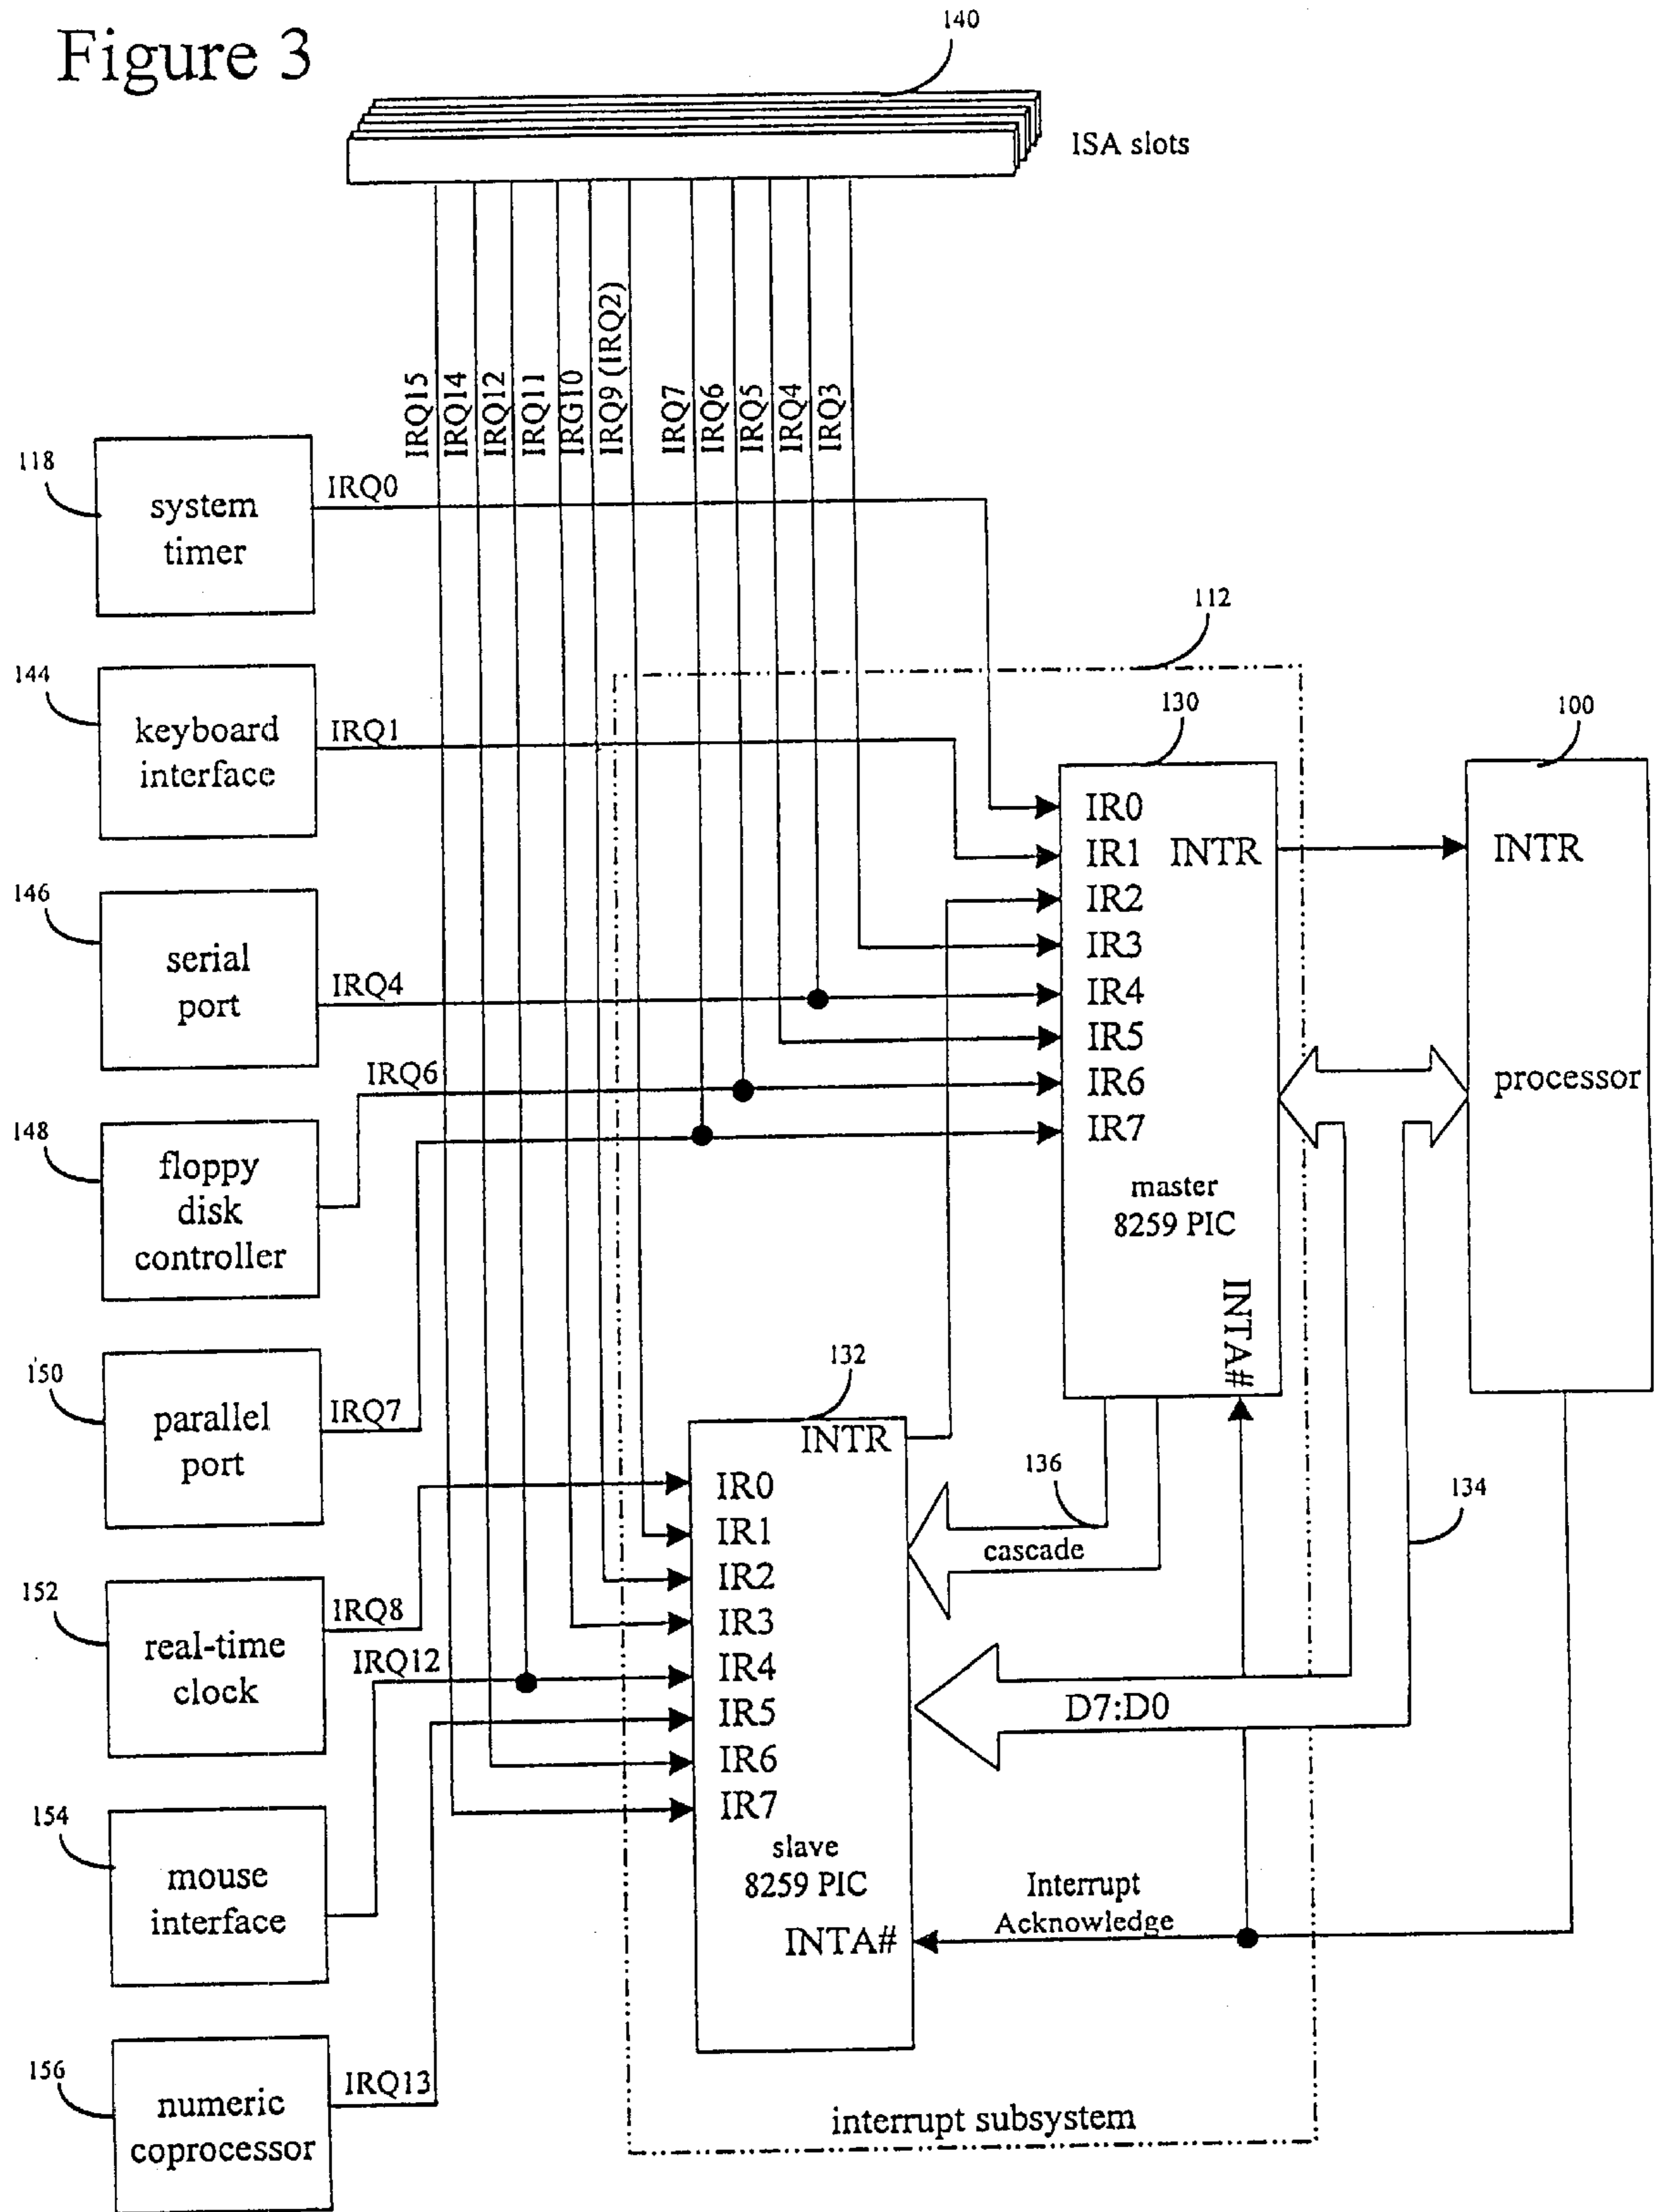 Figure 3
140
ISA slots
IRQ15
IRQ14
IRQ12
IRQ11
IRG10
IRQ9 (IRQ2)
IRQ7
IRQ6
IRQ5
IRQ4
IRQ3
118
system
timer
IRQ0
112
144
keyboard
interface
IRQ1
130
100
IR0
IR1
INTR
IR2
IR3
IR4
IR5
IR6
IR7
master
8259 PIC
INTA#
INTR
processor
146
serial
port
IRQ4
148
floppy
disk
controller
IRQ6
150
parallel
port
IRQ7
132
INTR
IR0
IR1
IR2
IR3
IR4
IR5
IR6
IR7
slave
8259 PIC
INTA#
136
cascade
134
D7:D0
152
real-time
clock
IRQ8
IRQ12
154
mouse
interface
Interrupt
Acknowledge
156
numeric
coprocessor
IRQ13
interrupt subsystem